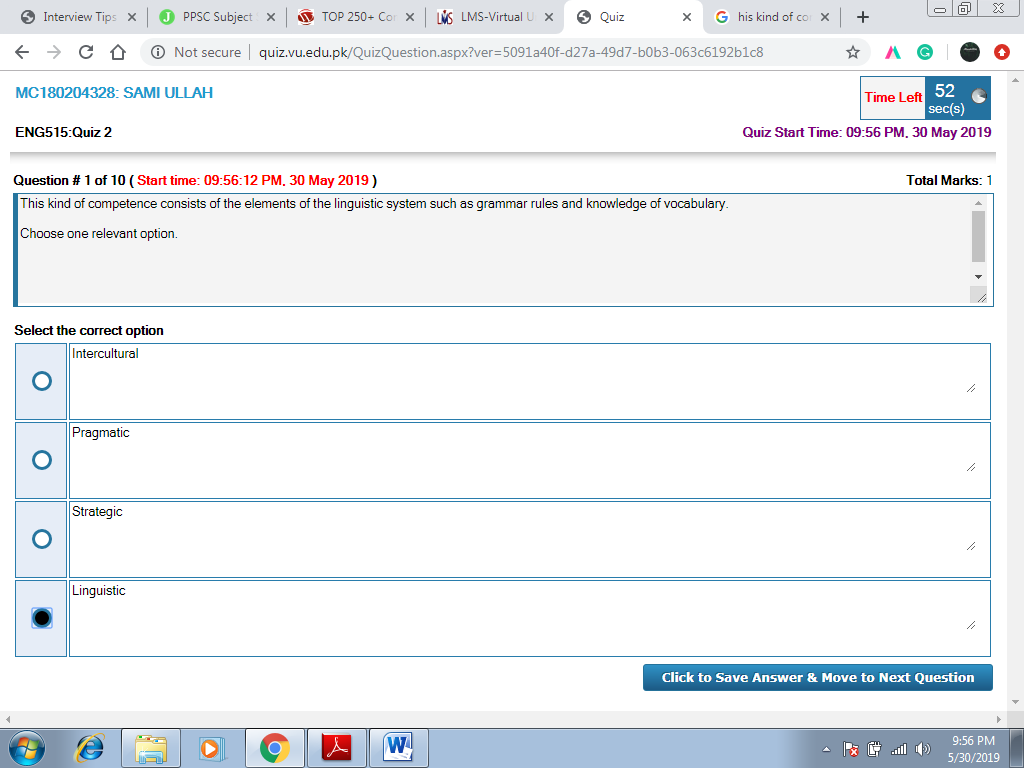 Interview Tips
PPSC Subject
TOP 250+ Con
LMS-Virtual U
Quiz
his kind of co
Not secure
quiz.vu.edu.pk/QuizQuestion.aspx?ver=5091a40f-d27a-49d7-b0b3-063c6192b1c8
MC180204328: SAMI ULLAH
Time Left 52 sec(s)
ENG515:Quiz 2
Quiz Start Time: 09:56 PM, 30 May 2019
Question # 1 of 10 ( Start time: 09:56:12 PM, 30 May 2019 )
Total Marks: 1
This kind of competence consists of the elements of the linguistic system such as grammar rules and knowledge of vocabulary.
Choose one relevant option.
Select the correct option
Intercultural
Pragmatic
Strategic
Linguistic
Click to Save Answer & Move to Next Question
9:56 PM
5/30/2019